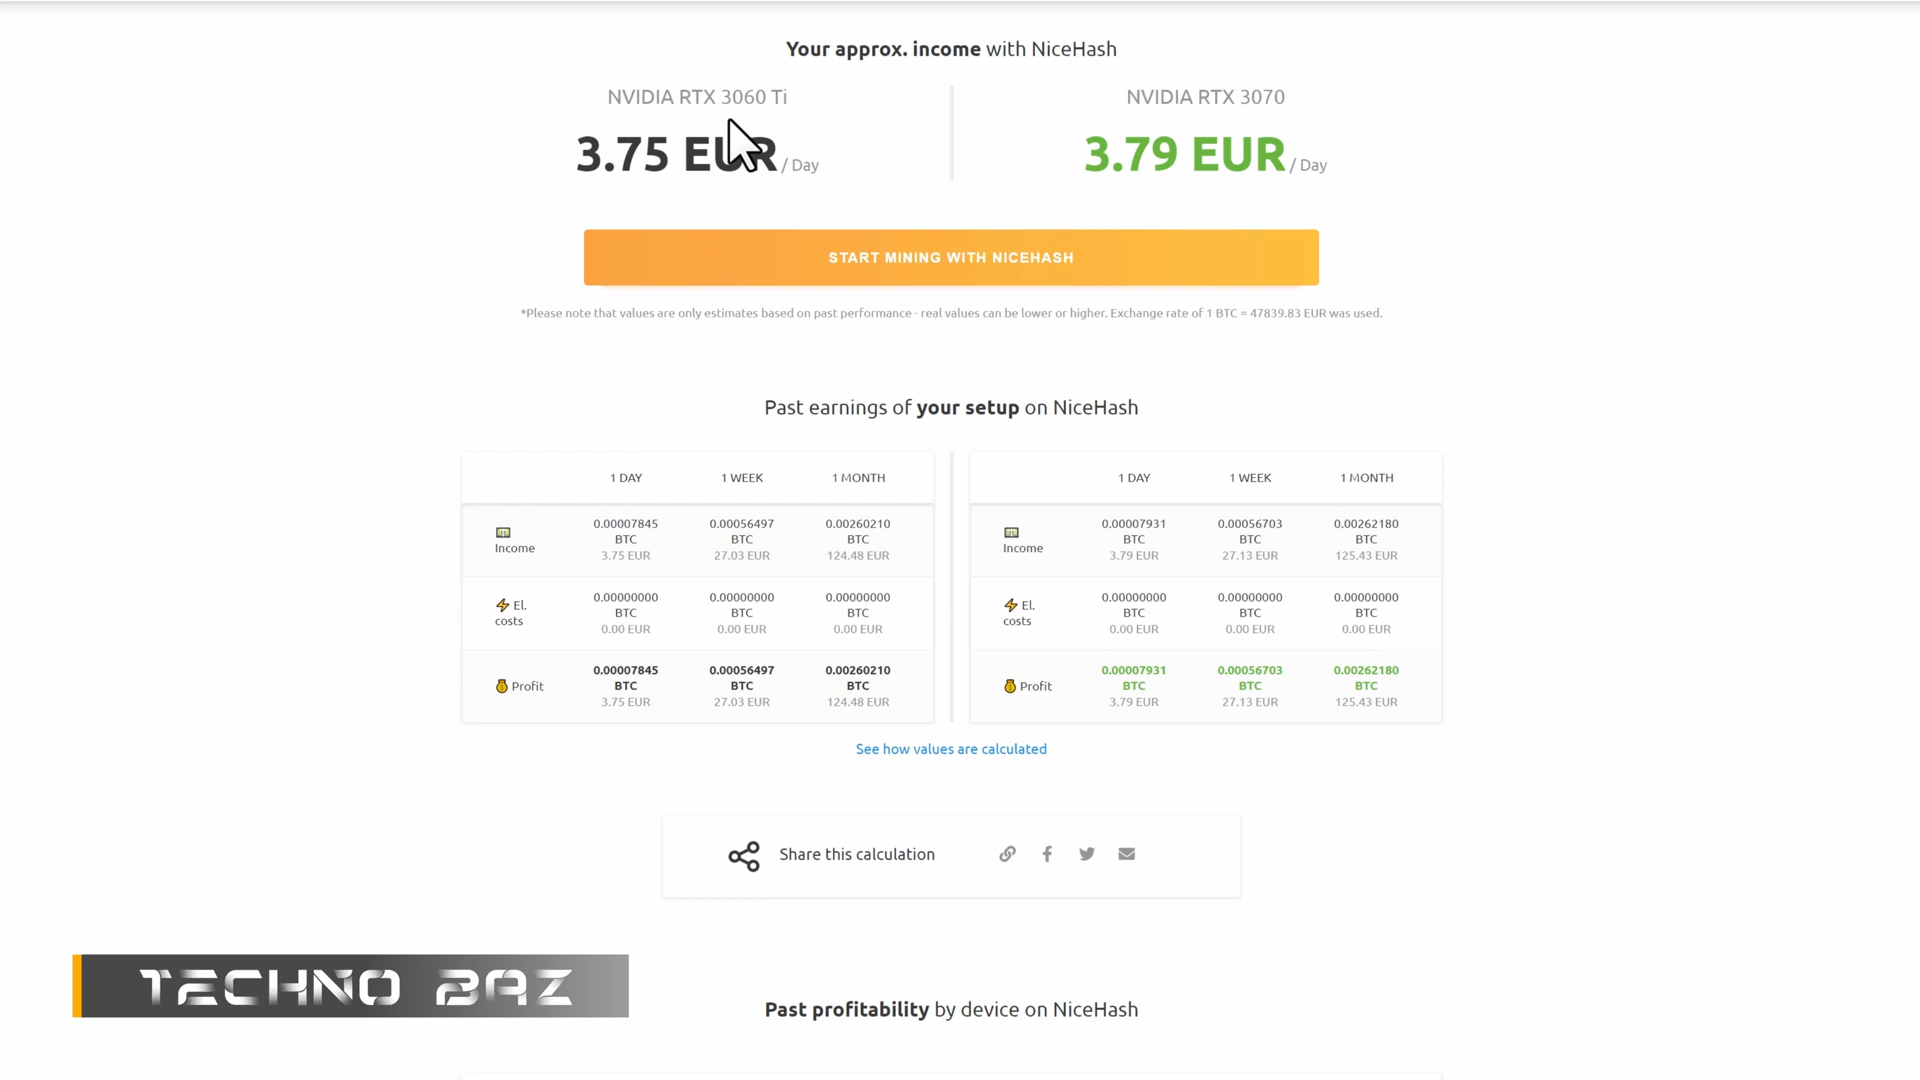 Your approx. income with NiceHash
NVIDIA RTX 3060 Ti
3.75 EUR / Day
NVIDIA RTX 3070
3.79 EUR / Day
START MINING WITH NICEHASH
*Please note that values are only estimates based on past performance - real values can be lower or higher. Exchange rate of 1 BTC = 47839.83 EUR was used.
Past earnings of your setup on NiceHash
1 DAY 1 WEEK 1 MONTH
Income
0.00007845 BTC 3.75 EUR
0.00056497 BTC 27.03 EUR
0.00260210 BTC 124.48 EUR
El. costs
0.00000000 BTC 0.00 EUR
0.00000000 BTC 0.00 EUR
0.00000000 BTC 0.00 EUR
Profit
0.00007845 BTC 3.75 EUR
0.00056497 BTC 27.03 EUR
0.00260210 BTC 124.48 EUR
1 DAY 1 WEEK 1 MONTH
Income
0.00007931 BTC 3.79 EUR
0.00056703 BTC 27.13 EUR
0.00262180 BTC 125.43 EUR
El. costs
0.00000000 BTC 0.00 EUR
0.00000000 BTC 0.00 EUR
0.00000000 BTC 0.00 EUR
Profit
0.00007931 BTC 3.79 EUR
0.00056703 BTC 27.13 EUR
0.00262180 BTC 125.43 EUR
See how values are calculated
Share this calculation
TECHNO BAZ
Past profitability by device on NiceHash